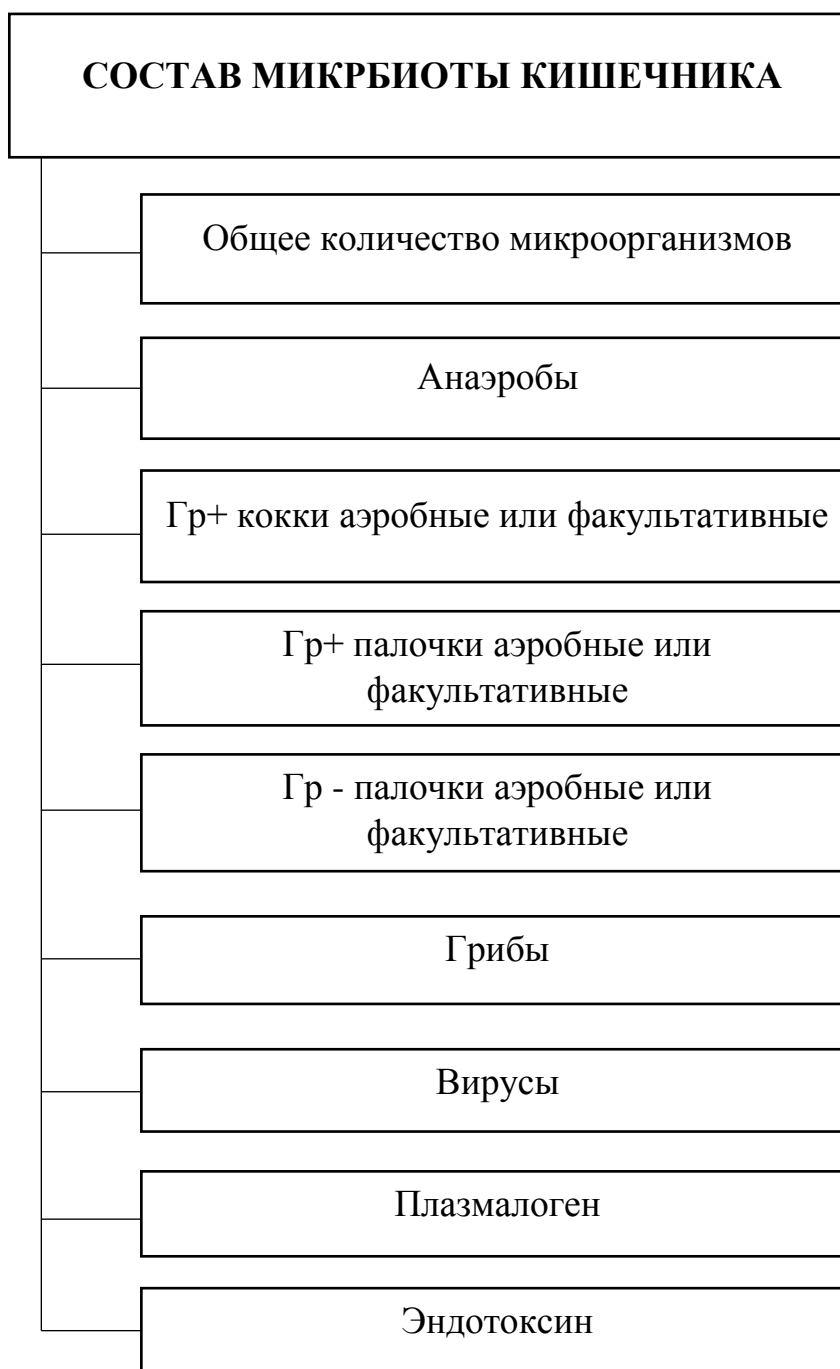 СОСТАВ МИКРБИОТЫ КИШЕЧНИКА
Общее количество микроорганизмов
Анаэробы
Гр+ кокки аэробные или факультативные
Гр+ палочки аэробные или
факультативные
Гр - палочки аэробные или
факультативные
Грибы
Вирусы
Плазмалоген
Эндотоксин